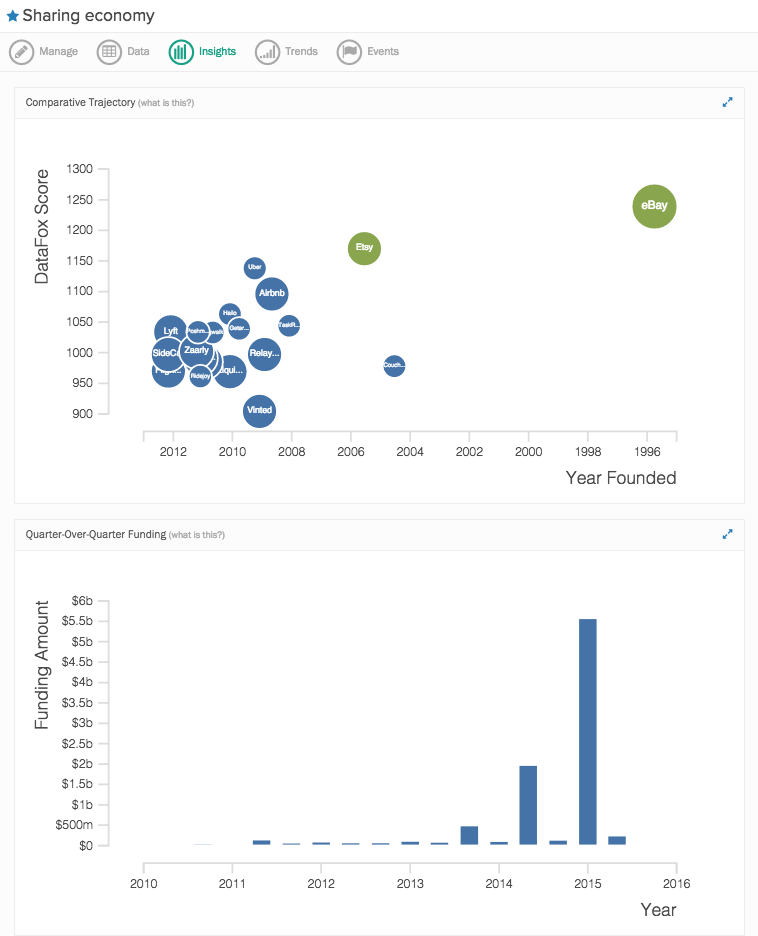 Sharing economy
Manage Data Insights Trends Events
Comparative Trajectory (what is this?)
DataFox Score
1300
1250
1200
1150
1100
1050
1000
950
900
eBay
Etsy
Uber
Airbnb
Hailo
Getar...
TaskR...
Lyft
Poshm...
SideC
Zaarly
Relay...
Couch...
Ridejoy
Vinted
2012 2010 2008 2006 2004 2002 2000 1998 1996
Year Founded
Quarter-Over-Quarter Funding (what is this?)
Funding Amount
$6b
$5.5b
$5b
$4.5b
$4b
$3.5b
$3b
$2.5b
$2b
$1.5b
$1b
$500m
$0
2010 2011 2012 2013 2014 2015 2016
Year